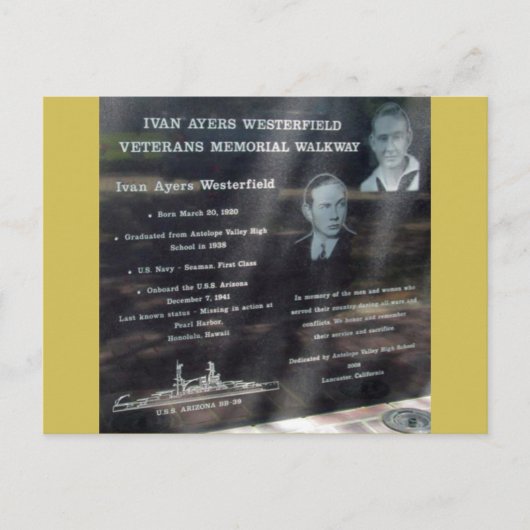 IVAN AYERS WESTERFIELD
VETERANS MEMORIAL WALKWAY
Ivan Ayers Westerfield
• Born March 20, 1920
• Graduated from Antelope Valley High
School in 1938
• U.S. Navy - Seaman, First Class
• Onboard the U.S.S. Arizona
December 7, 1941
Last known status - Missing in action at
Pearl Harbor,
Honolulu, Hawaii
U.S.S. ARIZONA BB-39
In memory of the men and women who
served their country during all wars and
conflicts. We honor and remember
their service and sacrifice
Dedicated by Antelope Valley High School
2008
Lancaster, California